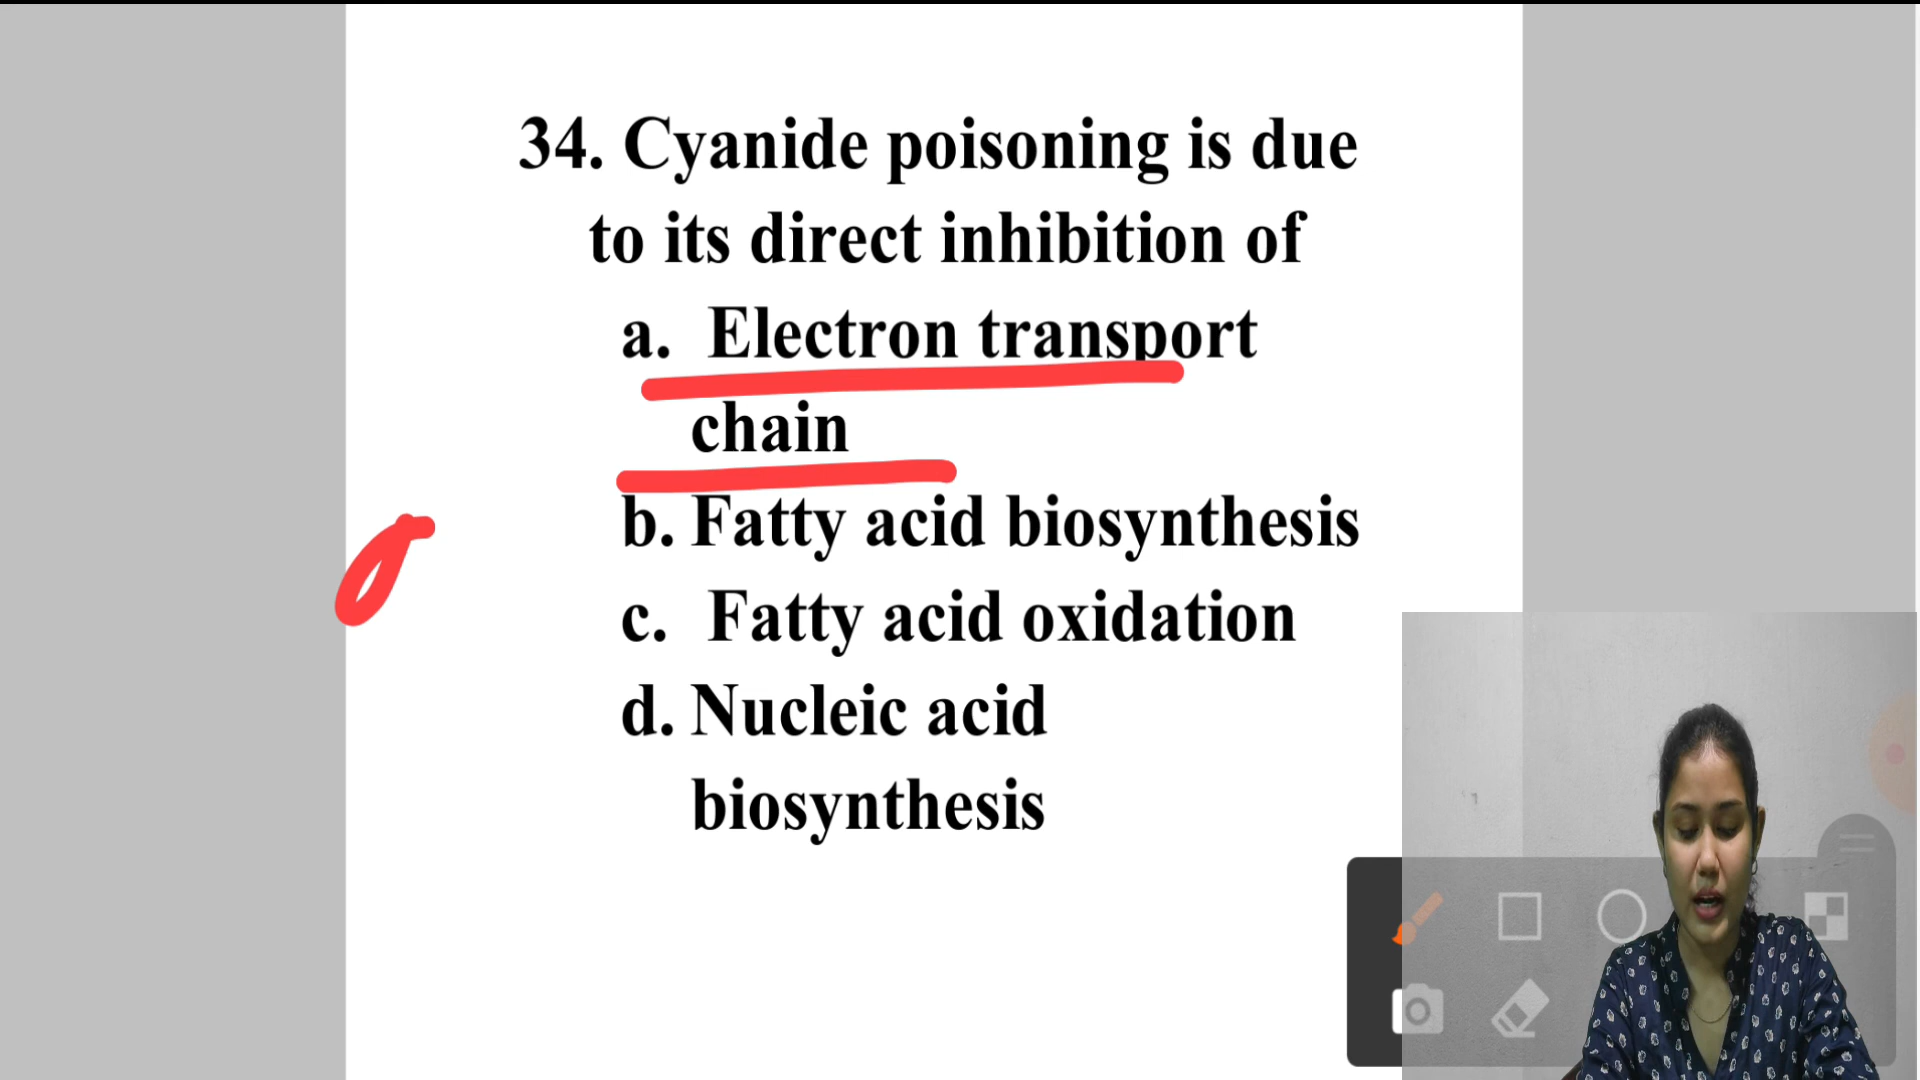 34. Cyanide poisoning is due
to its direct inhibition of
a. Electron transport
chain
b. Fatty acid biosynthesis
c. Fatty acid oxidation
d. Nucleic acid
biosynthesis